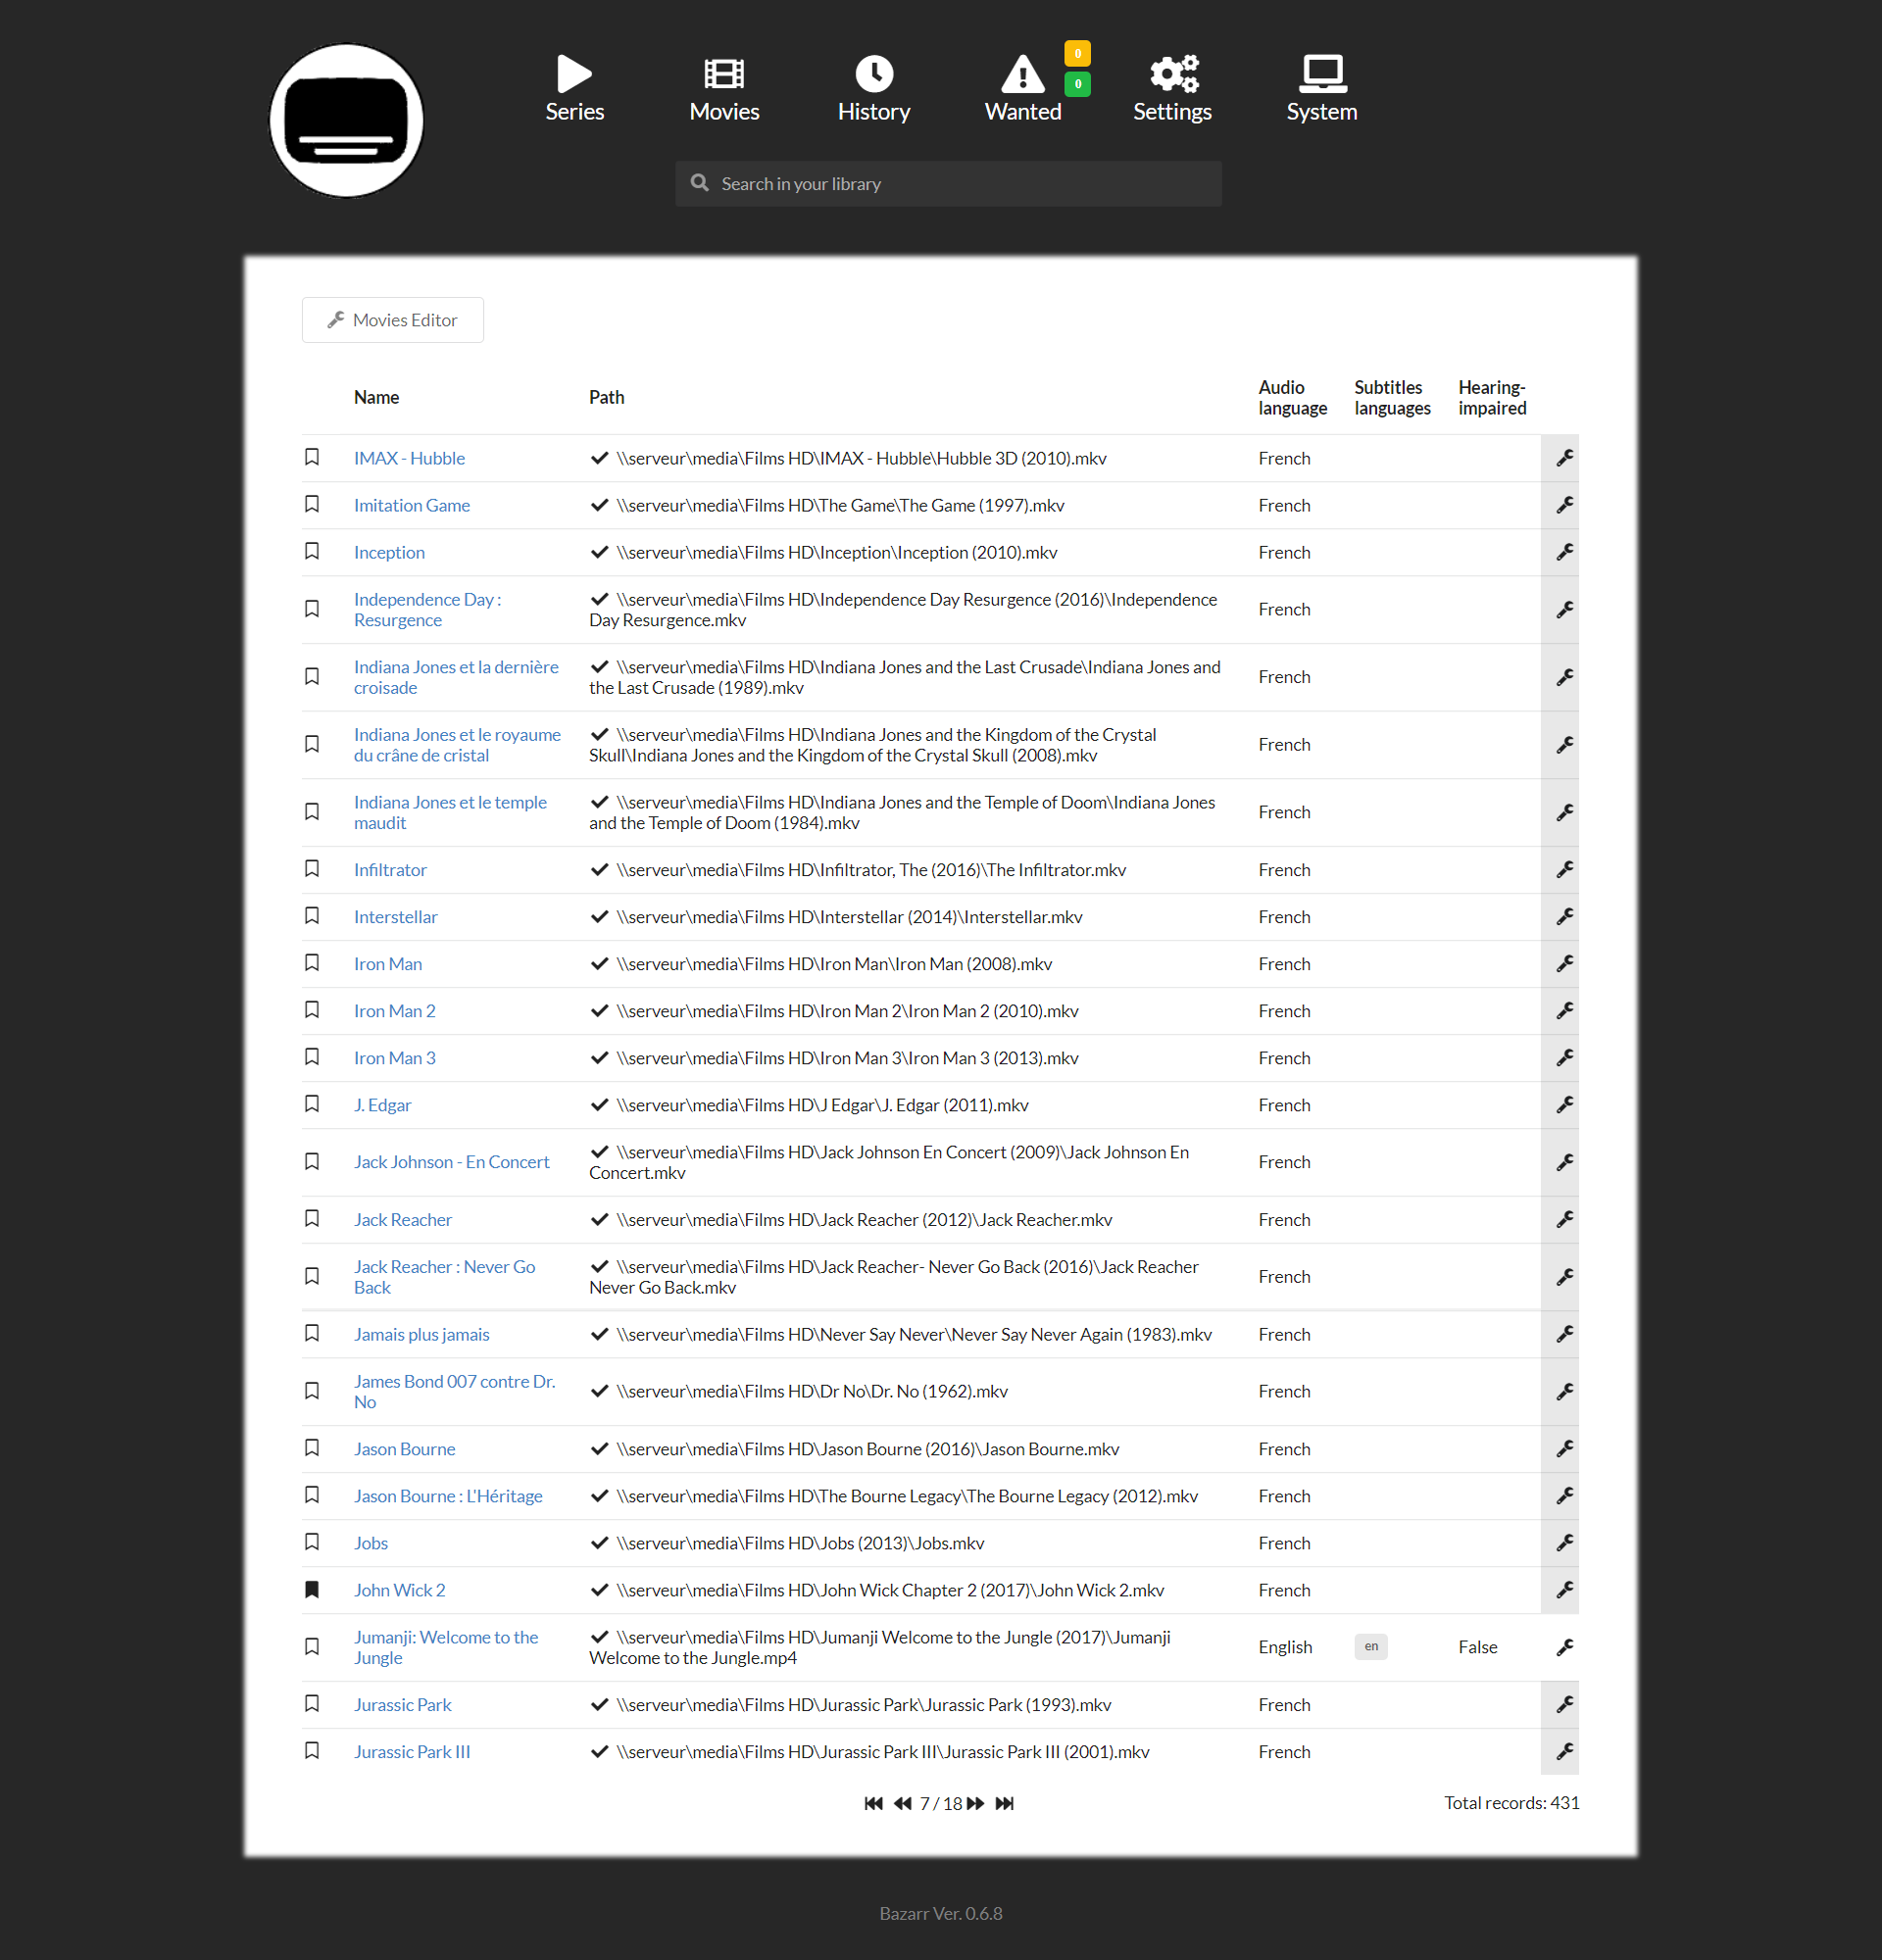 Series
Movies
History
Wanted
0
0
Settings
System
Search in your library
Movies Editor
Name
Path
Audio
language
Subtitles
languages
Hearing-
impaired
IMAX - Hubble
\\serveur\media\Films HD\IMAX - Hubble\Hubble 3D (2010).mkv
French
Imitation Game
\\serveur\media\Films HD\The Game\The Game (1997).mkv
French
Inception
\\serveur\media\Films HD\Inception\Inception (2010).mkv
French
Independence Day :
Resurgence
\\serveur\media\Films HD\Independence Day Resurgence (2016)\Independence
Day Resurgence.mkv
French
Indiana Jones et la dernière
croisade
\\serveur\media\Films HD\Indiana Jones and the Last Crusade\Indiana Jones and
the Last Crusade (1989).mkv
French
Indiana Jones et le royaume
du crâne de cristal
\\serveur\media\Films HD\Indiana Jones and the Kingdom of the Crystal
Skull\Indiana Jones and the Kingdom of the Crystal Skull (2008).mkv
French
Indiana Jones et le temple
maudit
\\serveur\media\Films HD\Indiana Jones and the Temple of Doom\Indiana Jones
and the Temple of Doom (1984).mkv
French
Infiltrator
\\serveur\media\Films HD\Infiltrator, The (2016)\The Infiltrator.mkv
French
Interstellar
\\serveur\media\Films HD\Interstellar (2014)\Interstellar.mkv
French
Iron Man
\\serveur\media\Films HD\Iron Man\Iron Man (2008).mkv
French
Iron Man 2
\\serveur\media\Films HD\Iron Man 2\Iron Man 2 (2010).mkv
French
Iron Man 3
\\serveur\media\Films HD\Iron Man 3\Iron Man 3 (2013).mkv
French
J. Edgar
\\serveur\media\Films HD\J Edgar\J. Edgar (2011).mkv
French
Jack Johnson - En Concert
\\serveur\media\Films HD\Jack Johnson En Concert (2009)\Jack Johnson En
Concert.mkv
French
Jack Reacher
\\serveur\media\Films HD\Jack Reacher (2012)\Jack Reacher.mkv
French
Jack Reacher : Never Go
Back
\\serveur\media\Films HD\Jack Reacher- Never Go Back (2016)\Jack Reacher
Never Go Back.mkv
French
Jamais plus jamais
\\serveur\media\Films HD\Never Say Never\Never Say Never Again (1983).mkv
French
James Bond 007 contre Dr.
No
\\serveur\media\Films HD\Dr No\Dr. No (1962).mkv
French
Jason Bourne
\\serveur\media\Films HD\Jason Bourne (2016)\Jason Bourne.mkv
French
Jason Bourne : L'Héritage
\\serveur\media\Films HD\The Bourne Legacy\The Bourne Legacy (2012).mkv
French
Jobs
\\serveur\media\Films HD\Jobs (2013)\Jobs.mkv
French
John Wick 2
\\serveur\media\Films HD\John Wick Chapter 2 (2017)\John Wick 2.mkv
French
Jumanji: Welcome to the
Jungle
\\serveur\media\Films HD\Jumanji Welcome to the Jungle (2017)\Jumanji
Welcome to the Jungle.mp4
English
en
False
Jurassic Park
\\serveur\media\Films HD\Jurassic Park\Jurassic Park (1993).mkv
French
Jurassic Park III
\\serveur\media\Films HD\Jurassic Park III\Jurassic Park III (2001).mkv
French
7 / 18
Total records: 431
Bazarr Ver. 0.6.8